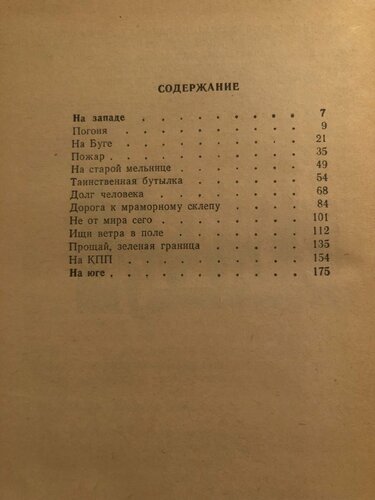 СОДЕРЖАНИЕ
На западе . . . . . . . . . . 7
Погоня . . . . . . . . . . 9
На Буге . . . . . . . . . . 21
Пожар . . . . . . . . . . 35
На старой мельнице . . . . . . . 49
Таинственная бутылка . . . . . . . 54
Долг человека . . . . . . . . 68
Дорога к мраморному склепу . . . . . 84
Не от мира сего . . . . . . . . 101
Ищи ветра в поле . . . . . . . 112
Прощай, зеленая граница . . . . . . 135
На КПП . . . . . . . . . . 154
На юге . . . . . . . . . . 175